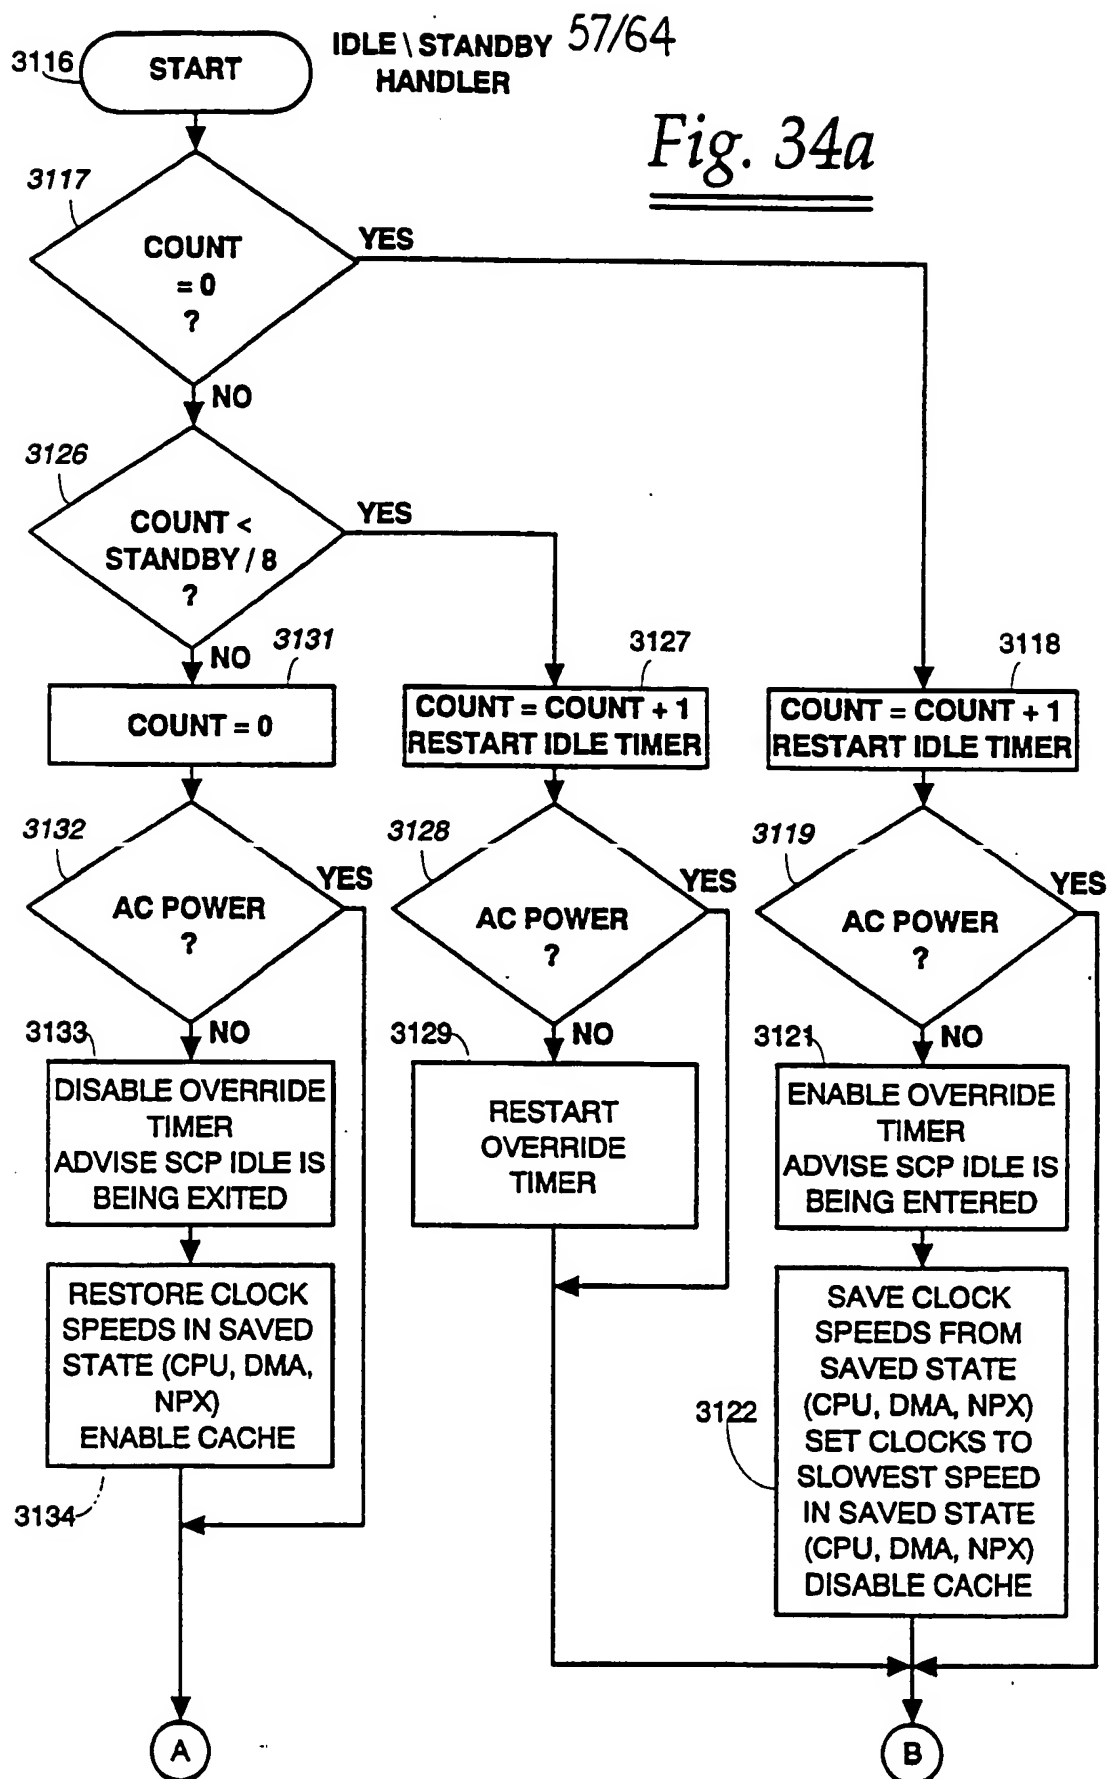 IDLE \ STANDBY 57/64
HANDLER
3116
START
Fig. 34a
3117
COUNT
= 0
?
YES
NO
3126
COUNT <
STANDBY / 8
?
YES
NO
3131
COUNT = 0
3127
COUNT = COUNT + 1
RESTART IDLE TIMER
3118
COUNT = COUNT + 1
RESTART IDLE TIMER
3132
AC POWER
?
YES
NO
3128
AC POWER
?
YES
NO
3119
AC POWER
?
YES
NO
3133
DISABLE OVERRIDE
TIMER
ADVISE SCP IDLE IS
BEING EXITED
3129
RESTART
OVERRIDE
TIMER
3121
ENABLE OVERRIDE
TIMER
ADVISE SCP IDLE IS
BEING ENTERED
RESTORE CLOCK
SPEEDS IN SAVED
STATE (CPU, DMA,
NPX)
ENABLE CACHE
3134
3122
SAVE CLOCK
SPEEDS FROM
SAVED STATE
(CPU, DMA, NPX)
SET CLOCKS TO
SLOWEST SPEED
IN SAVED STATE
(CPU, DMA, NPX)
DISABLE CACHE
A
B